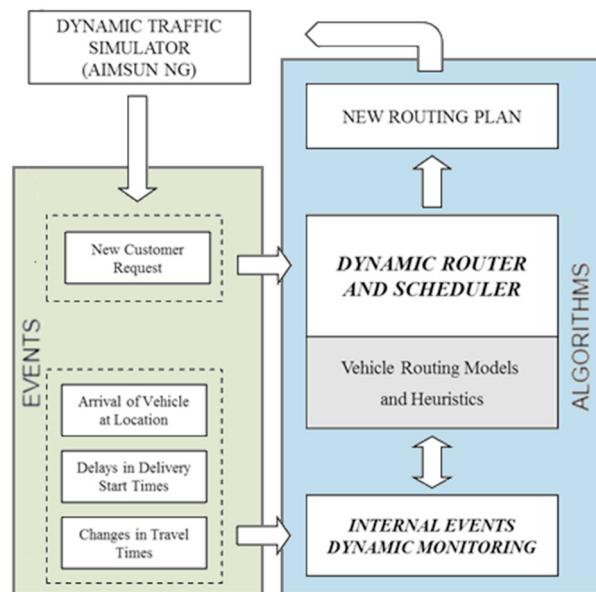 DYNAMIC TRAFFIC
SIMULATOR
(AIMSUN NG)
NEW ROUTING PLAN
EVENTS
New Customer
Request
DYNAMIC ROUTER
AND SCHEDULER
Vehicle Routing Models
and Heuristics
ALGORITHMS
Arrival of Vehicle
at Location
Delays in Delivery
Start Times
Changes in Travel
Times
INTERNAL EVENTS
DYNAMIC MONITORING